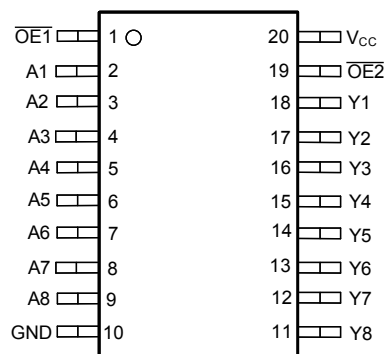 OE1 1 20 VCC
A1 2 19 OE2
A2 3 18 Y1
A3 4 17 Y2
A4 5 16 Y3
A5 6 15 Y4
A6 7 14 Y5
A7 8 13 Y6
A8 9 12 Y7
GND 10 11 Y8